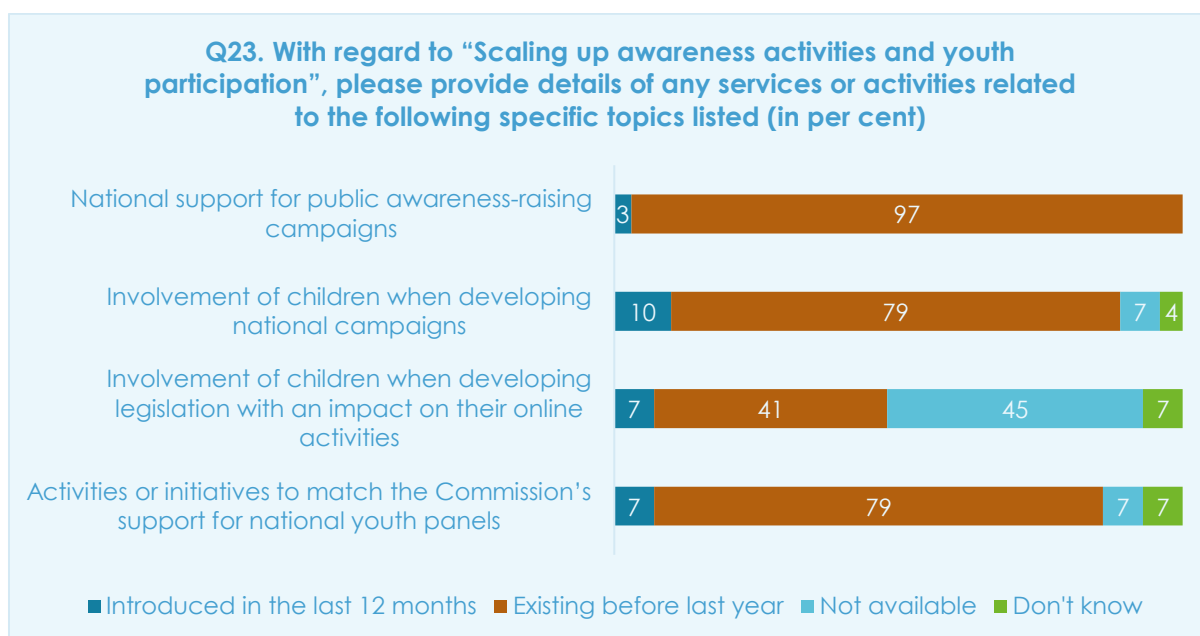 Q23. With regard to “Scaling up awareness activities and youth
participation”, please provide details of any services or activities related
to the following specific topics listed (in per cent)
National support for public awareness-raising
campaigns
3 97
Involvement of children when developing
national campaigns
10 79 7 4
Involvement of children when developing
legislation with an impact on their online
activities
7 41 45 7
Activities or initiatives to match the Commission’s
support for national youth panels
7 79 7 7
Introduced in the last 12 months Existing before last year Not available Don't know